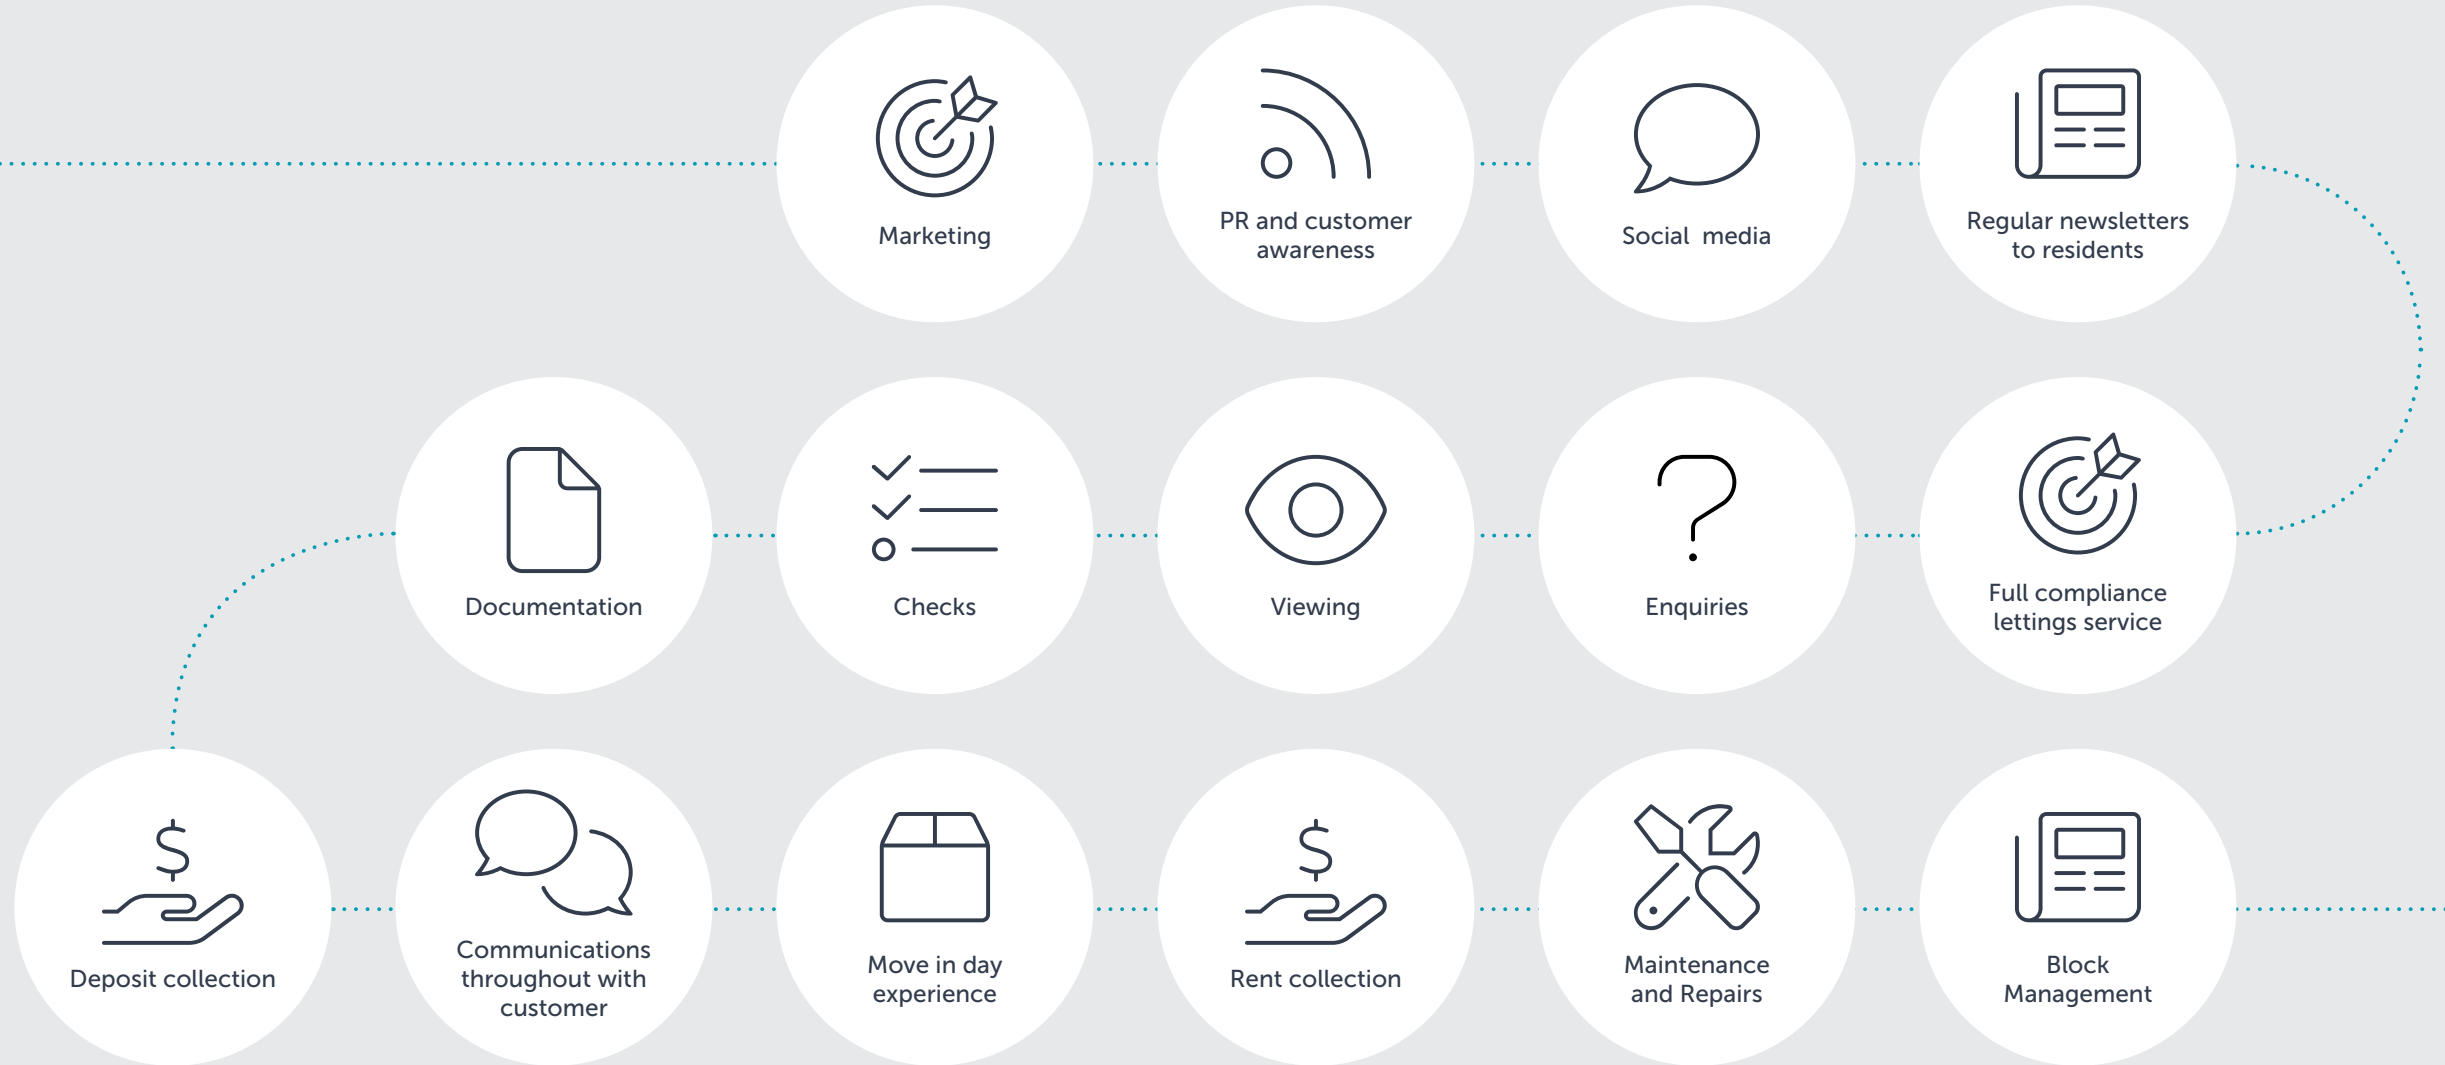 Marketing
PR and customer
awareness
Social media
Regular newsletters
to residents
Documentation
Checks
Viewing
Enquiries
Full compliance
lettings service
Deposit collection
Communications
throughout with
customer
Move in day
experience
Rent collection
Maintenance
and Repairs
Block
Management